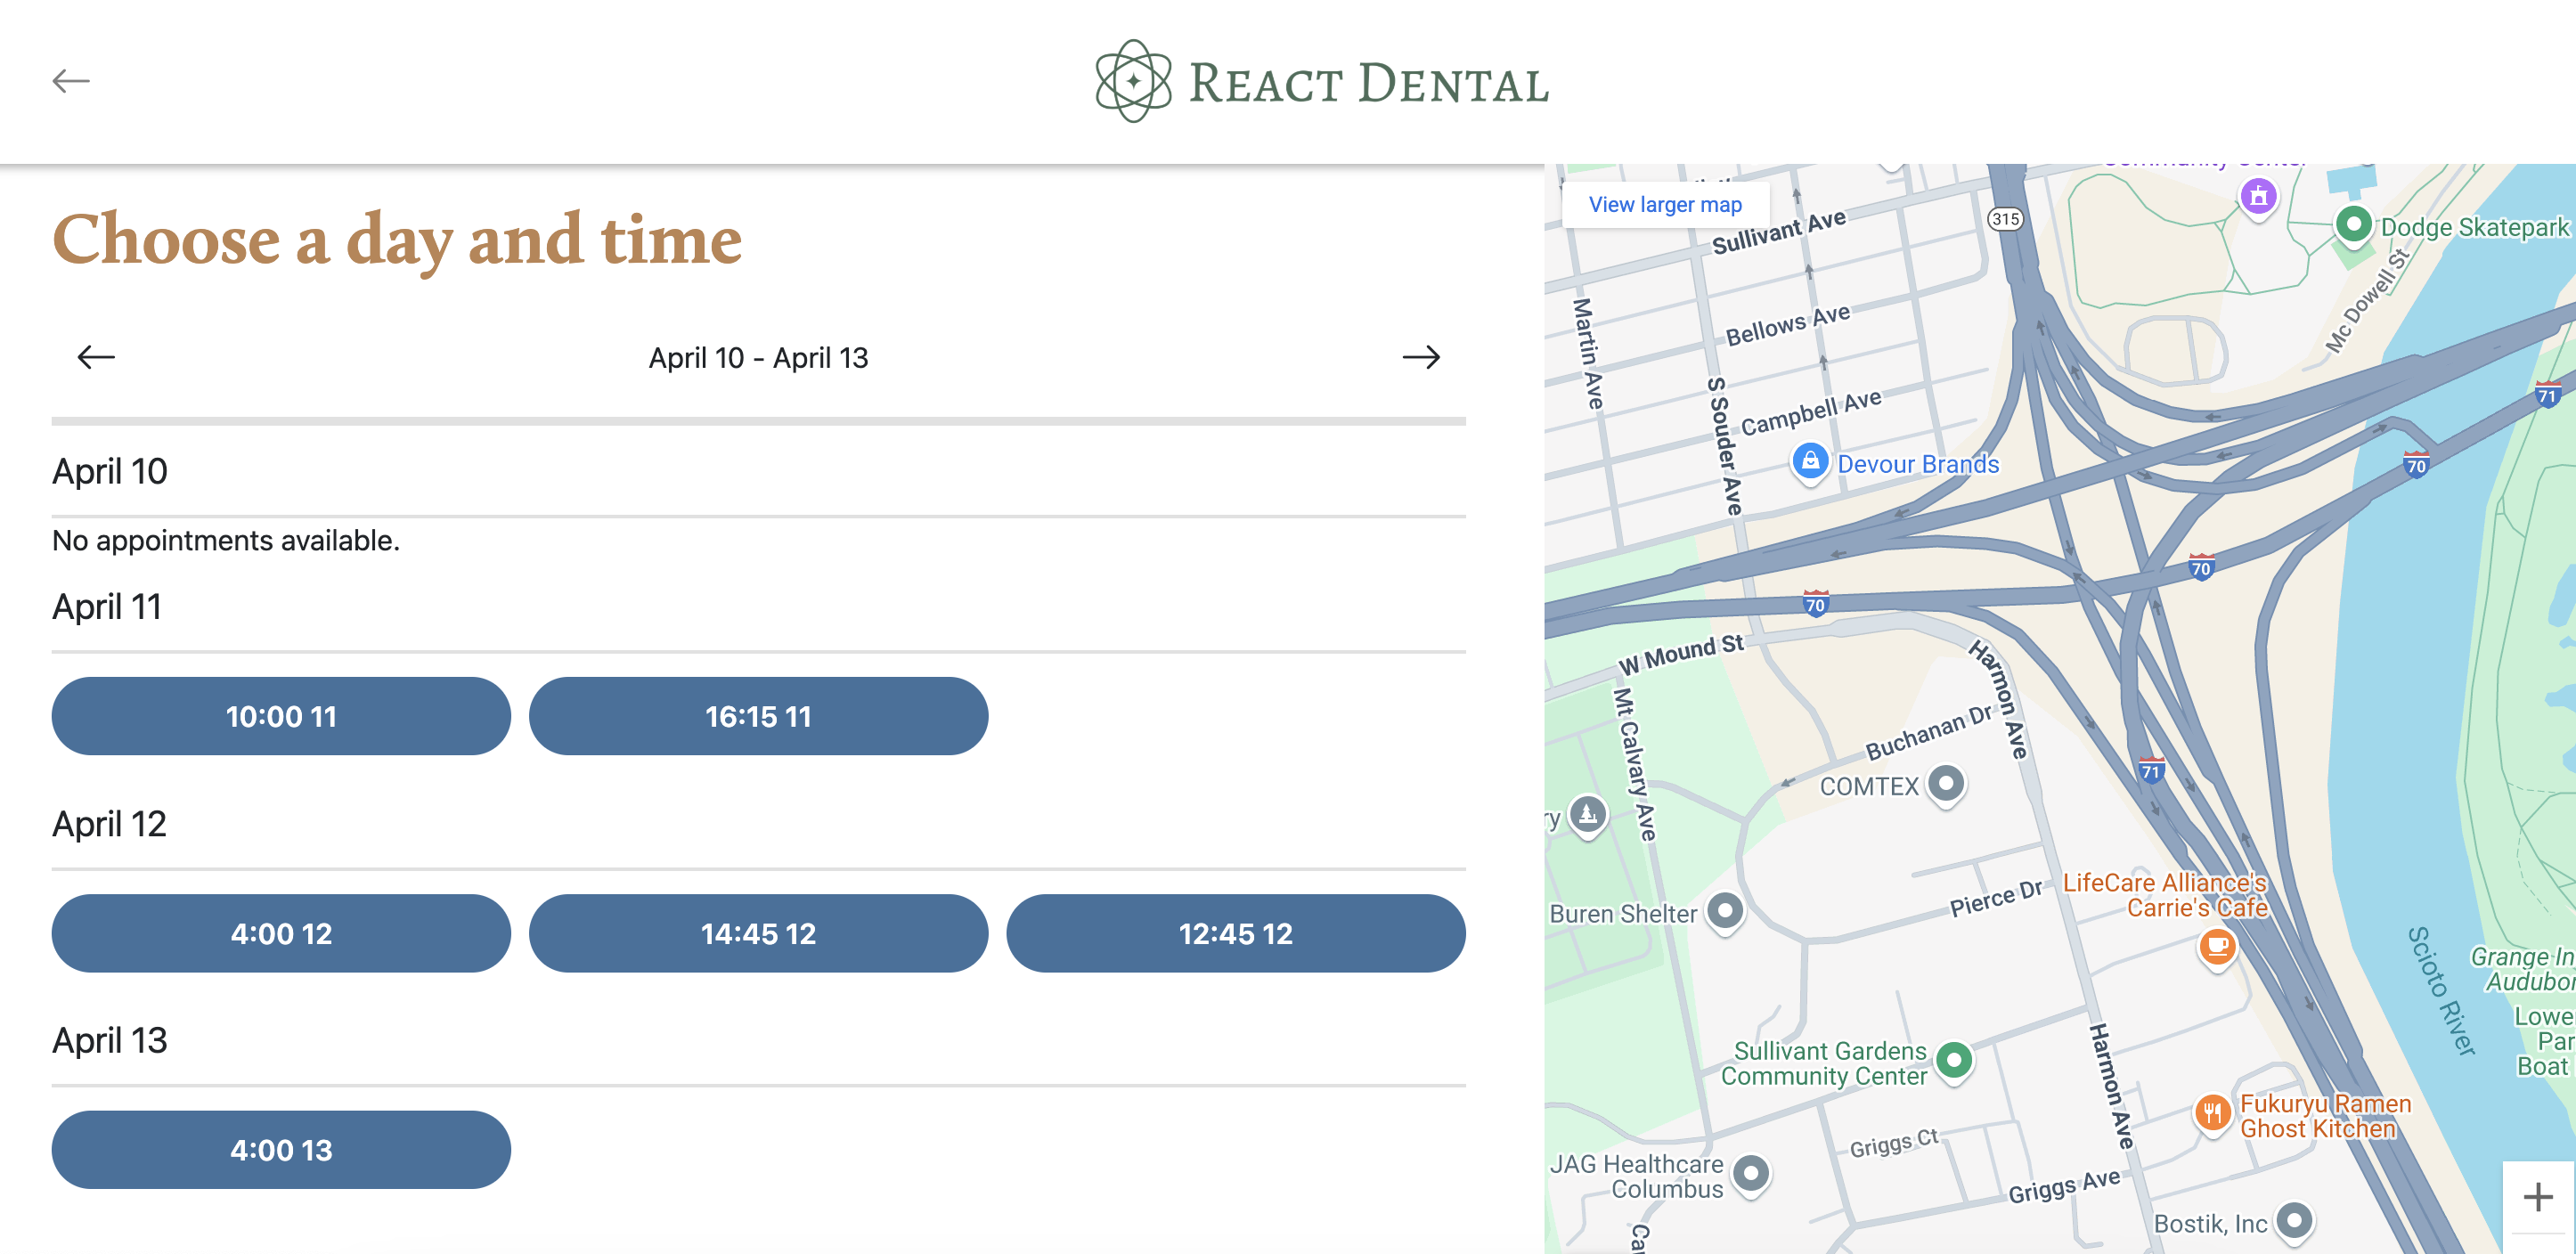 REACT DENTAL
Choose a day and time
April 10 - April 13
April 10
No appointments available.
April 11
10:00 11
16:15 11
April 12
4:00 12
14:45 12
12:45 12
April 13
4:00 13
View larger map
Community Center
Sullivant Ave
315
Dodge Skatepark
Mc Dowell St
Martin Ave
Bellows Ave
S Souder Ave
Campbell Ave
71
Devour Brands
70
70
70
W Mound St
Harmon Ave
Mt Calvary Ave
Buchanan Dr
71
COMTEX
ry
LifeCare Alliance's
Carrie's Cafe
Pierce Dr
Buren Shelter
Scioto River
Grange In
Audubon
Lowe
Par
Boat
Sullivant Gardens
Community Center
Harmon Ave
Fukuryu Ramen
Ghost Kitchen
Griggs Ct
JAG Healthcare
Columbus
Griggs Ave
Bostik, Inc
Ca